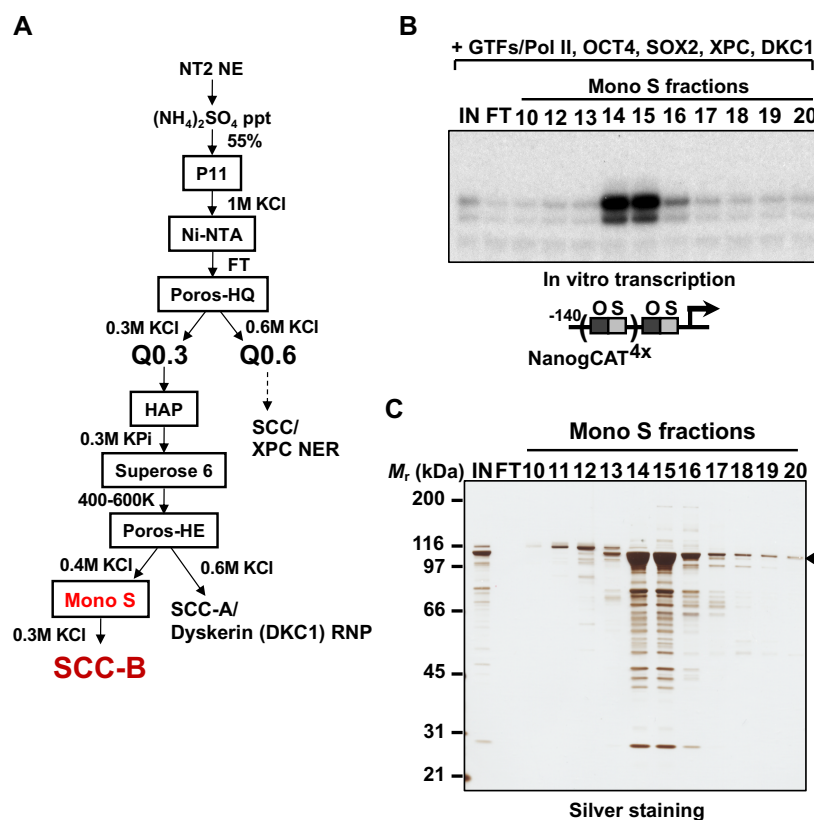 A
NT2 NE
(NH₄)₂SO₄ ppt
55%
P11
1M KCl
Ni-NTA
FT
Poros-HQ
0.3M KCl
0.6M KCl
Q0.3
Q0.6
HAP
SCC/
XPC NER
0.3M KPi
Superose 6
400-600K
Poros-HE
0.4M KCl
0.6M KCl
Mono S
SCC-A/
Dyskerin (DKC1) RNP
0.3M KCl
SCC-B
B
+ GTFs/Pol II, OCT4, SOX2, XPC, DKC1
Mono S fractions
IN FT 10 12 13 14 15 16 17 18 19 20
In vitro transcription
-140 ( O S ) O S
NanogCAT 4x
C
Mono S fractions
Mr (kDa) IN FT 10 11 12 13 14 15 16 17 18 19 20
200
116
97
66
45
31
21
Silver staining